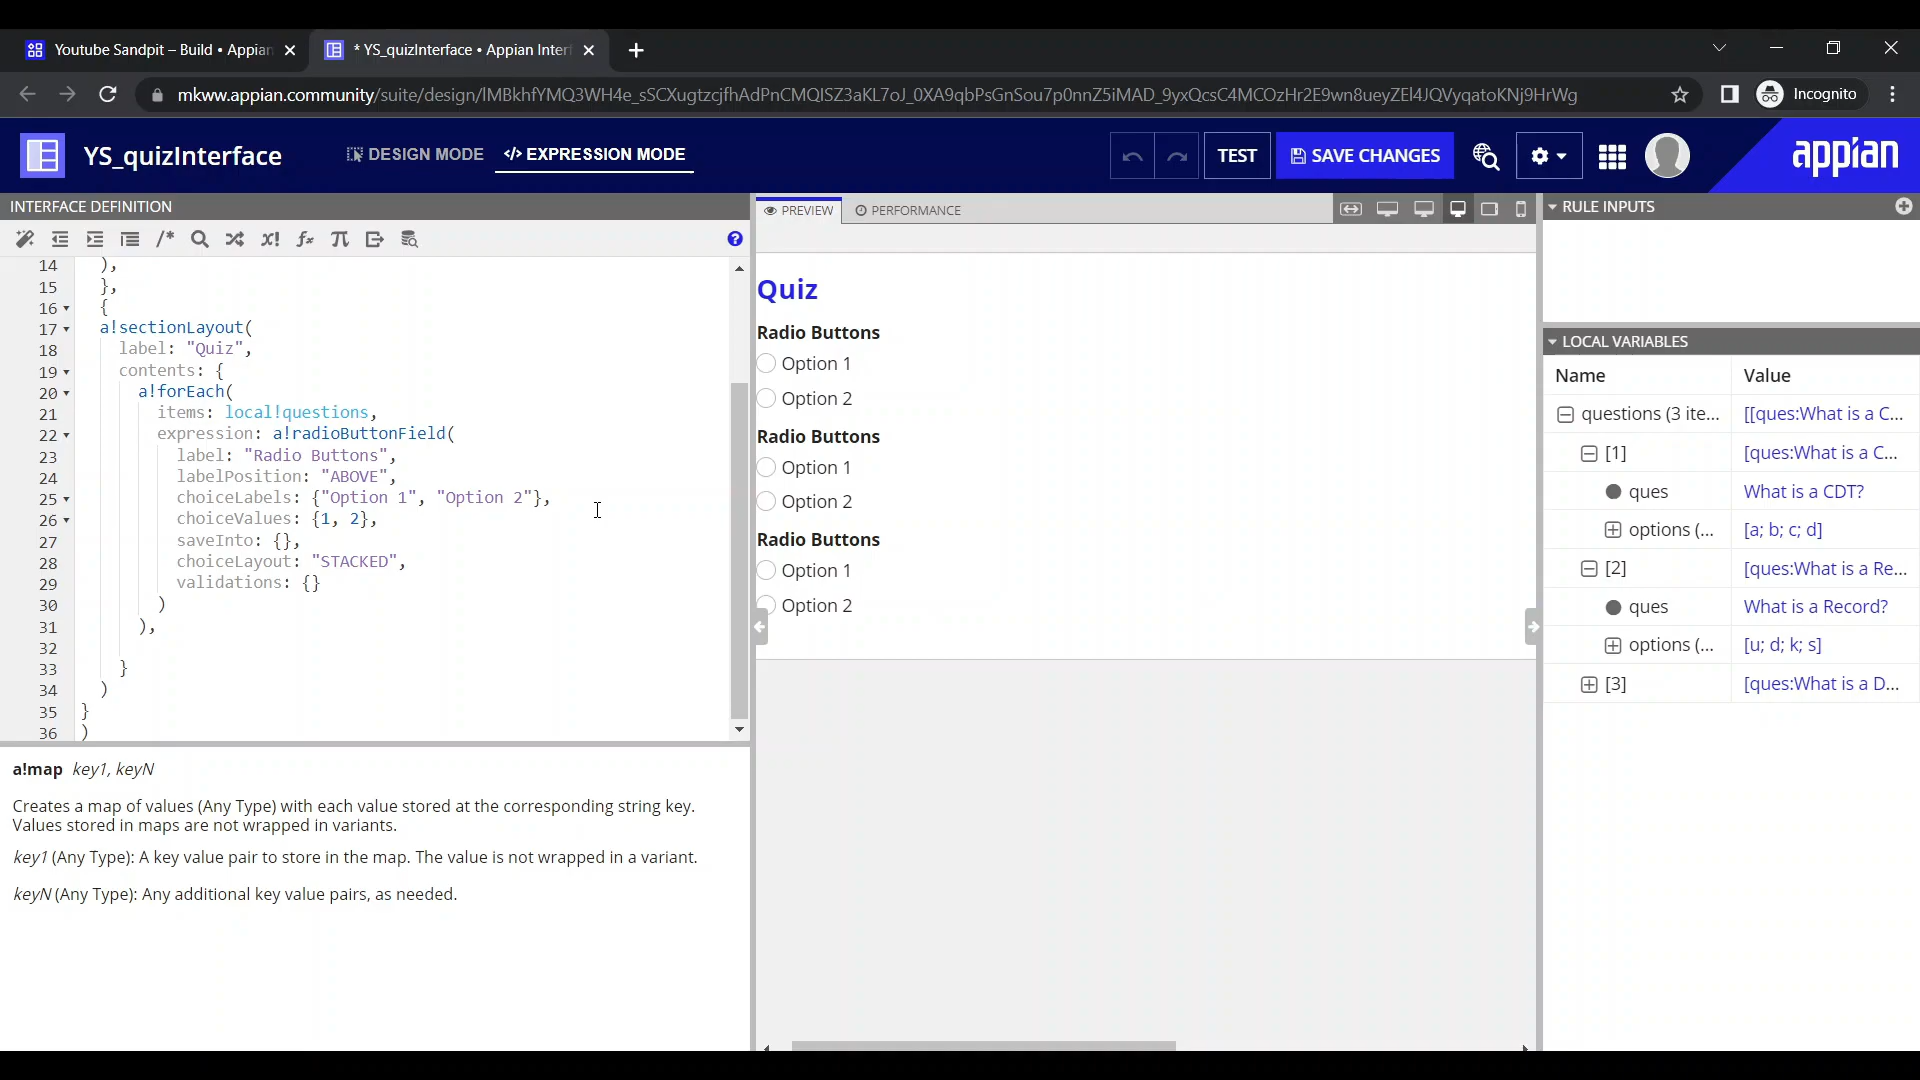 Youtube Sandpit – Build • Appian
* YS_quizInterface • Appian Inter
mkww.appian.community/suite/design/
Incognito
YS_quizInterface
DESIGN MODE
</> EXPRESSION MODE
TEST
SAVE CHANGES
appian
INTERFACE DEFINITION
PREVIEW
PERFORMANCE
RULE INPUTS
14 ),
15 },
16 {
17 a!sectionLayout(
18 label: "Quiz",
19 contents: {
20 a!forEach(
21 items: local!questions,
22 expression: a!radioButtonField(
23 label: "Radio Buttons",
24 labelPosition: "ABOVE",
25 choiceLabels: {"Option 1", "Option 2"},
26 choiceValues: {1, 2},
27 saveInto: {},
28 choiceLayout: "STACKED",
29 validations: {}
30 )
31 ),
32
33 }
34 )
35 }
36 )
a!map key1, keyN
Creates a map of values (Any Type) with each value stored at the corresponding string key.
Values stored in maps are not wrapped in variants.
key1 (Any Type): A key value pair to store in the map. The value is not wrapped in a variant.
keyN (Any Type): Any additional key value pairs, as needed.
Quiz
Radio Buttons
Option 1
Option 2
Radio Buttons
Option 1
Option 2
Radio Buttons
Option 1
Option 2
LOCAL VARIABLES
Name Value
questions (3 ite... [[ques:What is a C...
[1] [ques:What is a C...
ques What is a CDT?
options (... [a; b; c; d]
[2] [ques:What is a Re...
ques What is a Record?
options (... [u; d; k; s]
[3] [ques:What is a D...